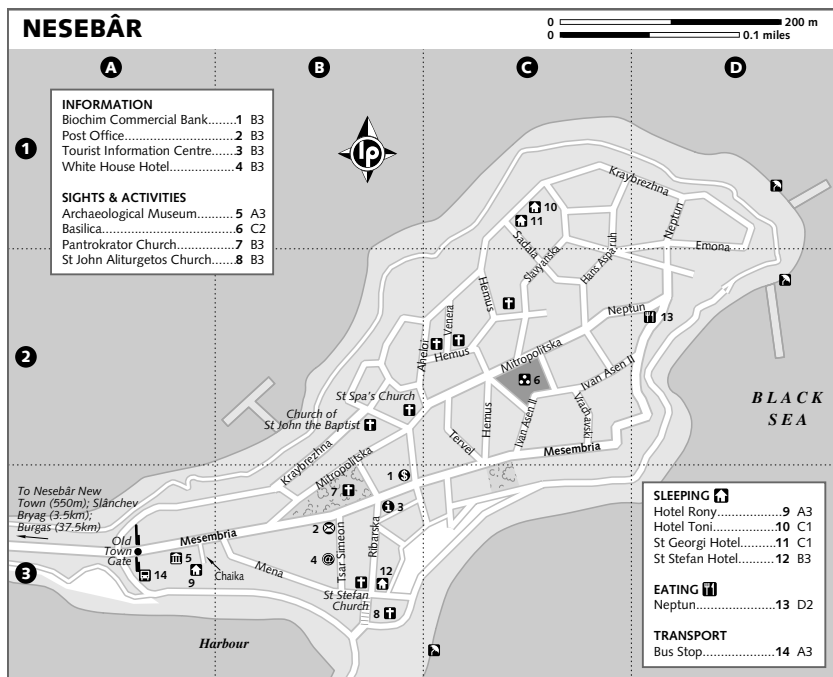 NESEBÂR
0 200 m
0 0.1 miles
A B C D
INFORMATION
Biochim Commercial Bank........1 B3
Post Office............................2 B3
Tourist Information Centre....3 B3
White House Hotel................4 B3
SIGHTS & ACTIVITIES
Archaeological Museum.........5 A3
Basilica..................................6 C2
Pantrokrator Church.............7 B3
St John Aliturgetos Church....8 B3
1
lp
Kraybrezhna
10
11
Neptun
Sadala
Slavyanska
Hans Asparuh
Emona
Hemus
Neptun
13
2
Venera
Ahelor
Hemus
Mitropolitska
6
Ivan Asen II
BLACK
SEA
St Spa's Church
Church of
St John the Baptist
Hemus
Ivan Asen II
Vrachavski
Tervel
Mesembria
Kraybrezhna
Mitropolitska
1
7
3
To Nesebâr New
Town (550m); Slânchev
Bryag (3.5km);
Burgas (37.5km)
Old
Town
Gate
Mesembria
2
Tsar Simeon
Ribarska
5
4
3
14
9
Chaika
Mena
12
St Stefan
Church
8
Harbour
SLEEPING
Hotel Rony............................9 A3
Hotel Toni............................10 C1
St Georgi Hotel....................11 C1
St Stefan Hotel....................12 B3
EATING
Neptun................................13 D2
TRANSPORT
Bus Stop..............................14 A3